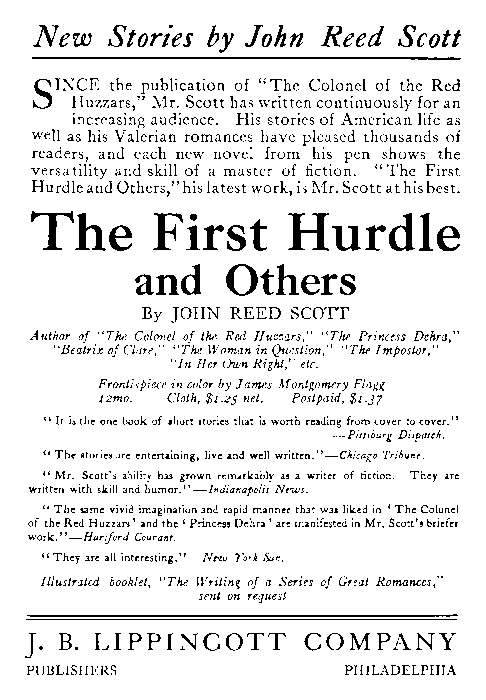 New Stories by John Reed Scott
SINCE the publication of "The Colonel of the Red
Huzzars," Mr. Scott has written continuously for an
increasing audience. His stories of American life as
well as his Valerian romances have pleased thousands of
readers, and each new novel from his pen shows the
versatility and skill of a master of fiction. "The First
Hurdle and Others," his latest work, is Mr. Scott at his best.
The First Hurdle
and Others
By JOHN REED SCOTT
Author of "The Colonel of the Red Huzzars," "The Princess Dehra,"
"Beatrix of Clare," "The Woman in Question," "The Impostor,"
"In Her Own Right," etc.
Frontispiece in color by James Montgomery Flagg
12mo. Cloth, $1.25 net. Postpaid, $1.37
"It is the one book of short stories that is worth reading from cover to cover."
—Pittsburg Dispatch.
"The stories are entertaining, live and well written."—Chicago Tribune.
"Mr. Scott's ability has grown remarkably as a writer of fiction. They are
written with skill and humor."—Indianapolis News.
"The same vivid imagination and rapid manner that was liked in 'The Colonel
of the Red Huzzars' and the 'Princess Dehra' are manifested in Mr. Scott's briefer
work."—Hartford Courant.
"They are all interesting."—New York Sun.
Illustrated booklet, "The Writing of a Series of Great Romances,"
sent on request
J. B. LIPPINCOTT COMPANY
PUBLISHERS PHILADELPHIA